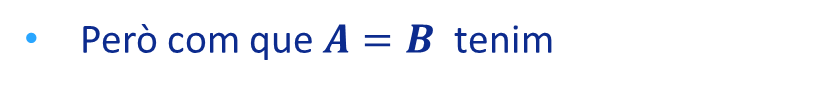 • Però com que A = B tenim